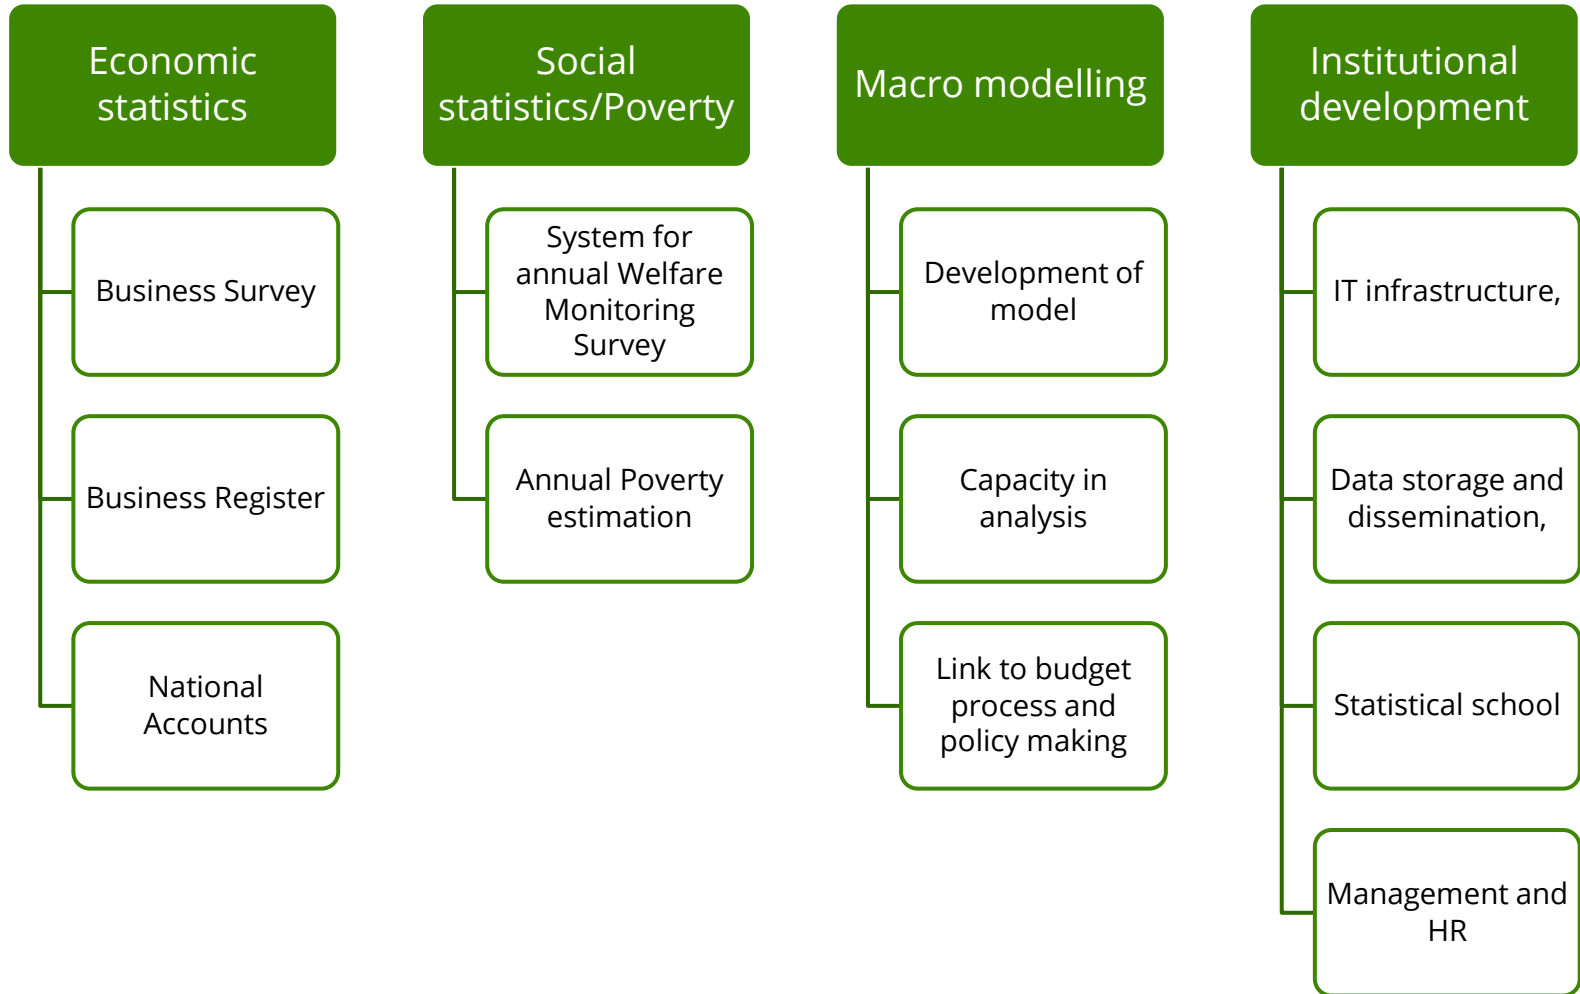 Economic
statistics
Business Survey
Business Register
National
Accounts
Social
statistics/Poverty
System for
annual Welfare
Monitoring
Survey
Annual Poverty
estimation
Macro modelling
Development of
model
Capacity in
analysis
Link to budget
process and
policy making
Institutional
development
IT infrastructure,
Data storage and
dissemination,
Statistical school
Management and
HR